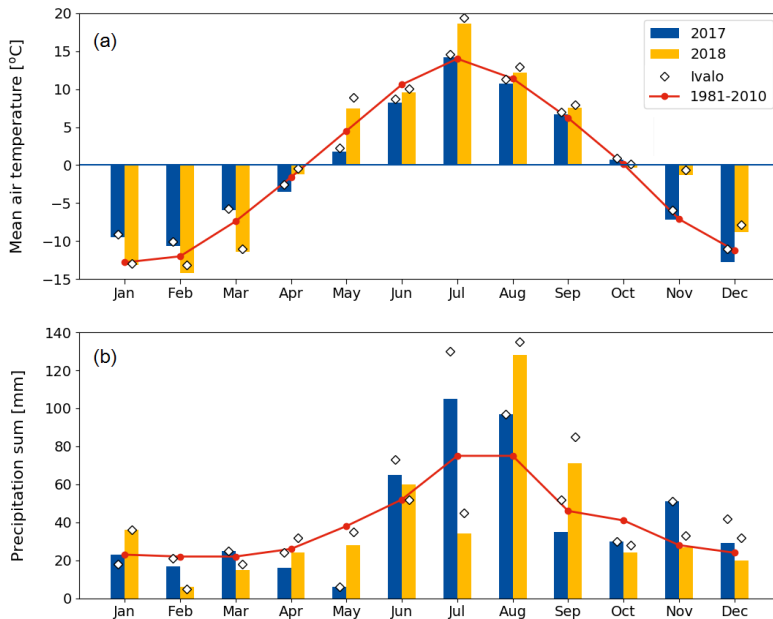 (a)
2017
2018
Ivalo
1981-2010
Mean air temperature [°C]
20
15
10
5
0
−5
−10
−15
Jan Feb Mar Apr May Jun Jul Aug Sep Oct Nov Dec
(b)
Precipitation sum [mm]
140
120
100
80
60
40
20
0
Jan Feb Mar Apr May Jun Jul Aug Sep Oct Nov Dec